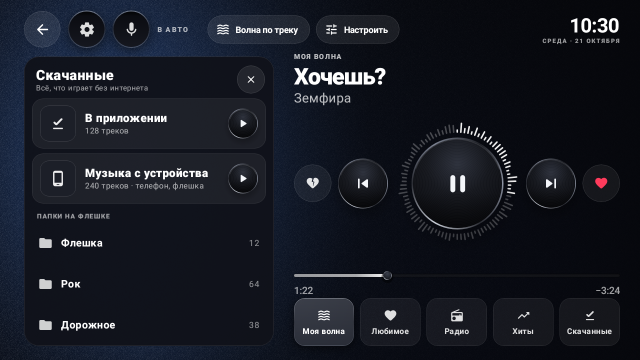 В АВТО
Волна по треку
Настроить
10:30
СРЕДА · 21 ОКТЯБРЯ
Скачанные
Всё, что играет без интернета
В приложении
128 треков
Музыка с устройства
240 треков · телефон, флешка
ПАПКИ НА ФЛЕШКЕ
Флешка 12
Рок 64
Дорожное 38
МОЯ ВОЛНА
Хочешь?
Земфира
1:22
−3:24
Моя волна
Любимое
Радио
Хиты
Скачанные